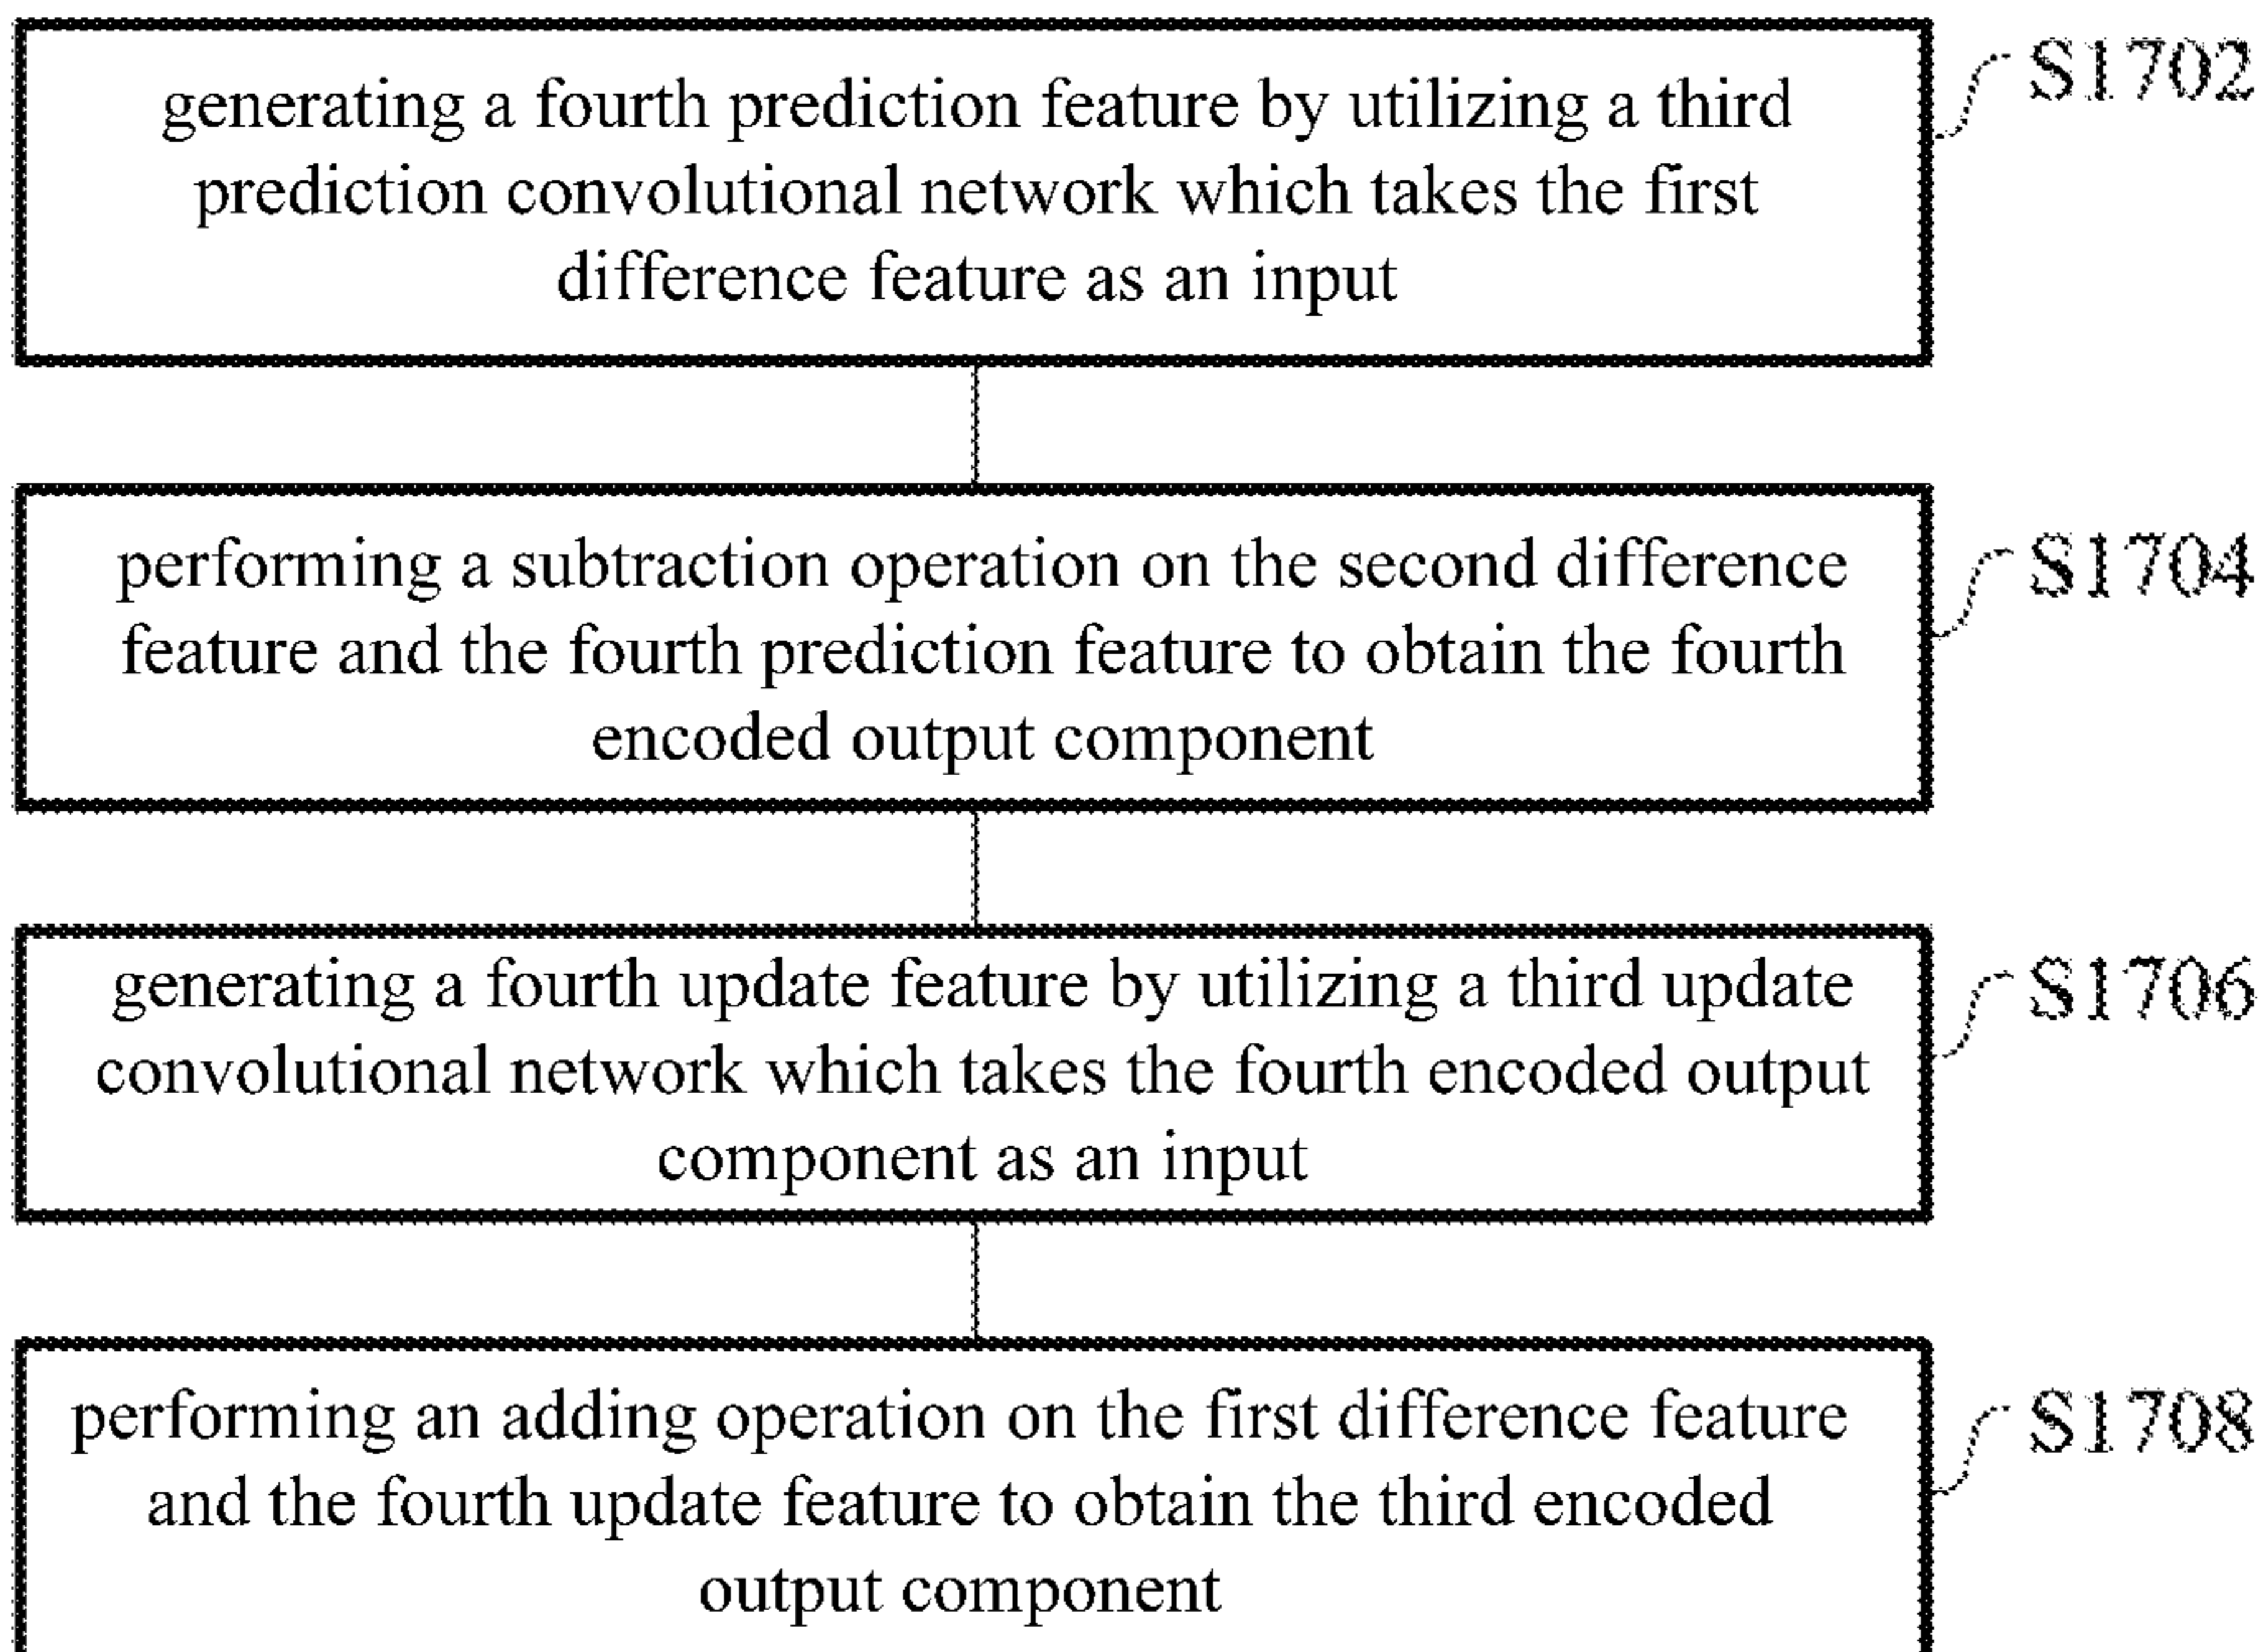 generating a fourth prediction feature by utilizing a third
prediction convolutional network which takes the first
difference feature as an input
S1702
performing a subtraction operation on the second difference
feature and the fourth prediction feature to obtain the fourth
encoded output component
S1704
generating a fourth update feature by utilizing a third update
convolutional network which takes the fourth encoded output
component as an input
S1706
performing an adding operation on the first difference feature
and the fourth update feature to obtain the third encoded
output component
S1708